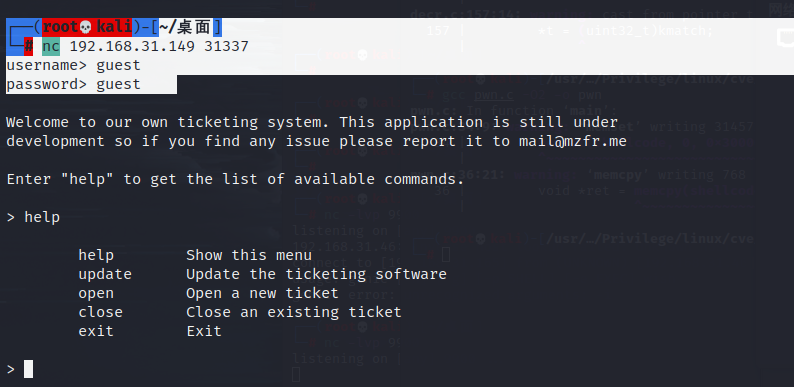 ┌──(root💀kali)-[~/桌面]
└─# nc 192.168.31.149 31337
username> guest
password> guest
Welcome to our own ticketing system. This application is still under
development so if you find any issue please report it to mail@mzfr.me
Enter "help" to get the list of available commands.
> help
help Show this menu
update Update the ticketing software
open Open a new ticket
close Close an existing ticket
exit Exit
>